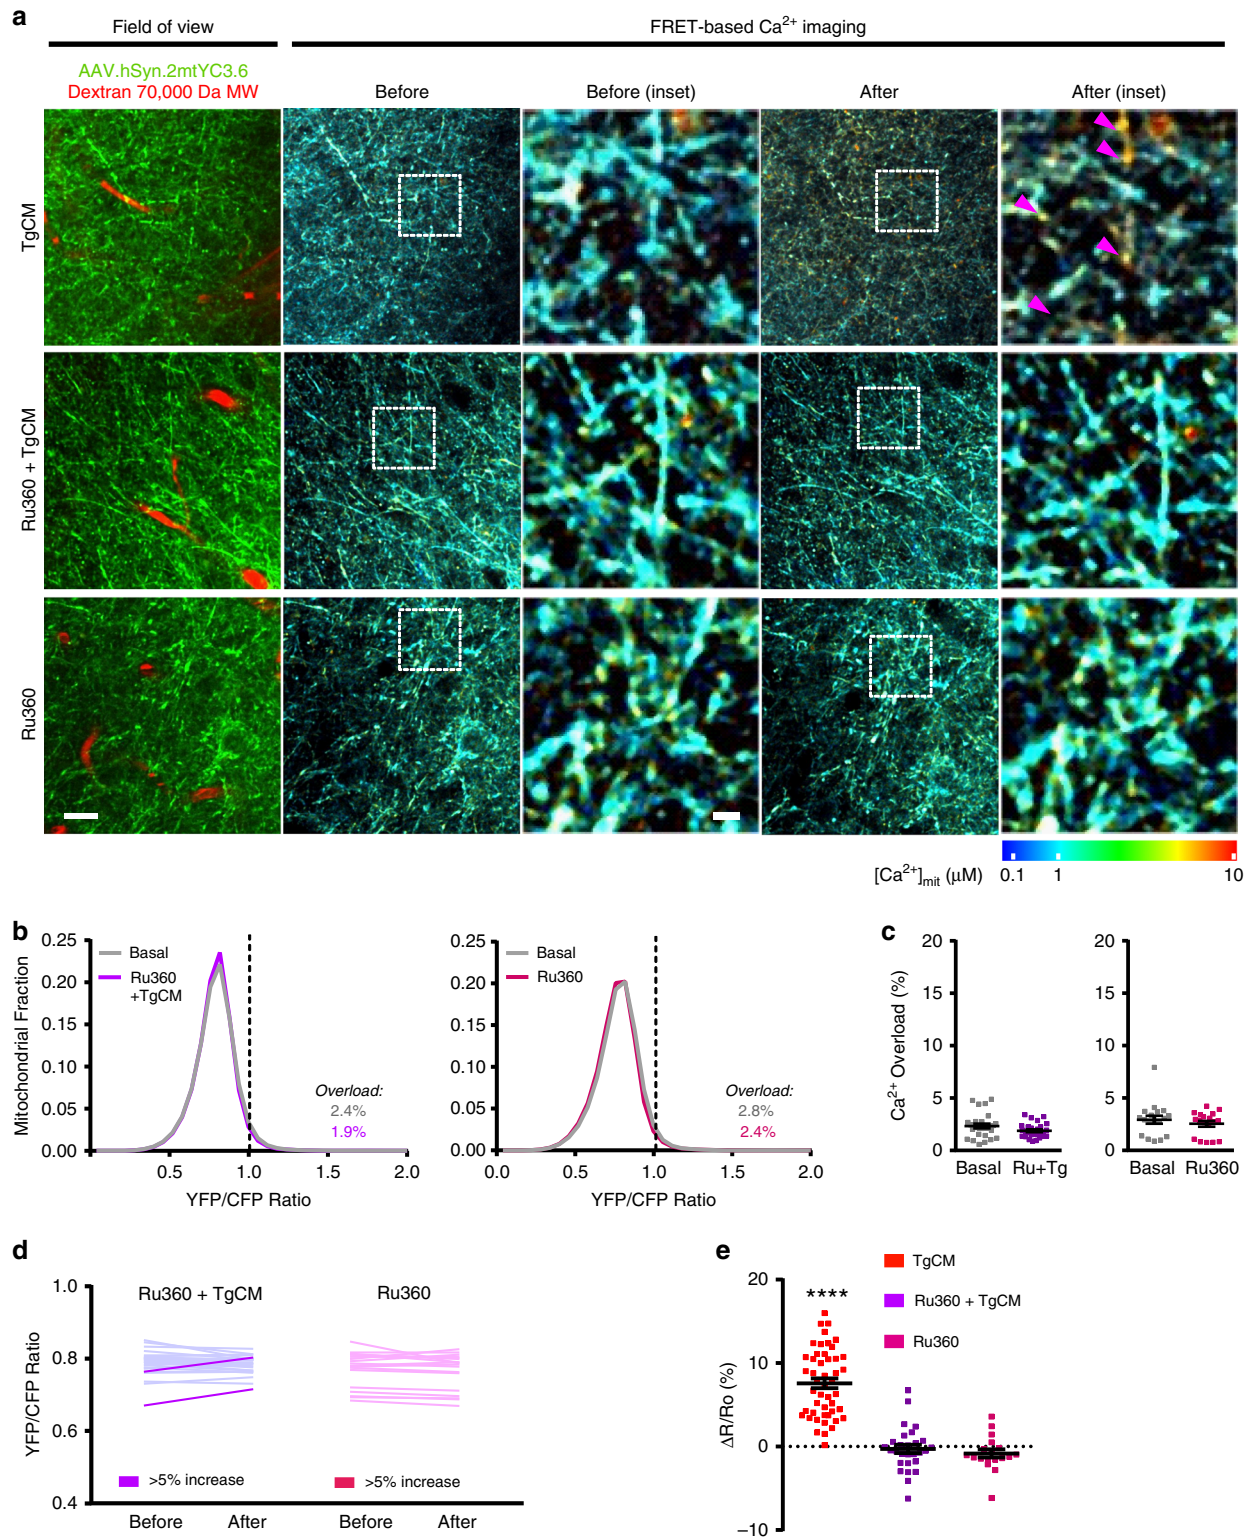 a
Field of view
FRET-based Ca2+ imaging
AAV.hSyn.2mtYC3.6
Dextran 70,000 Da MW
Before
Before (inset)
After
After (inset)
TgCM
Ru360 + TgCM
Ru360
[Ca2+]mit (μM)
0.1 1 10
b
Mitochondrial Fraction
0.25
0.20
0.15
0.10
0.05
0.00
0.5 1.0 1.5 2.0
YFP/CFP Ratio
Basal
Ru360
+TgCM
Overload:
2.4%
1.9%
0.25
0.20
0.15
0.10
0.05
0.00
0.0 0.5 1.0 1.5 2.0
YFP/CFP Ratio
Basal
Ru360
Overload:
2.8%
2.4%
c
Ca2+ Overload (%)
20
15
10
5
0
Basal Ru+Tg
20
15
10
5
0
Basal Ru360
d
YFP/CFP Ratio
1.0
0.8
0.6
0.4
Ru360 + TgCM
Ru360
>5% increase
>5% increase
Before After Before After
e
TgCM
Ru360 + TgCM
Ru360
ΔR/Ro (%)
20
10
0
−10
****